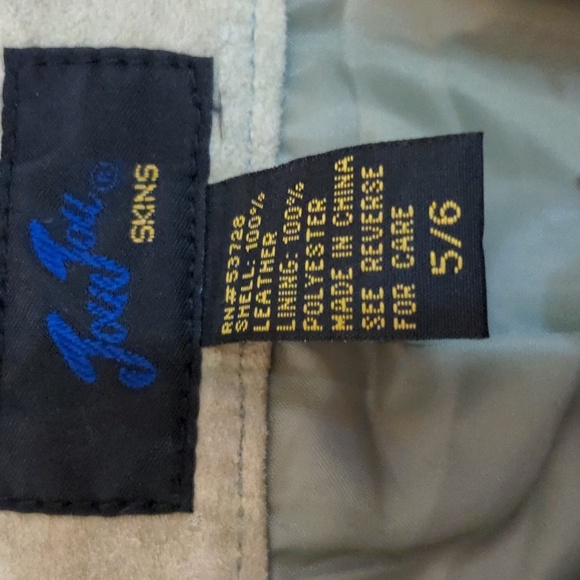 Jou Jou®
SKINS
RN#53728
SHELL: 100%
LEATHER
LINING: 100%
POLYESTER
MADE IN CHINA
SEE REVERSE
FOR CARE
5/6